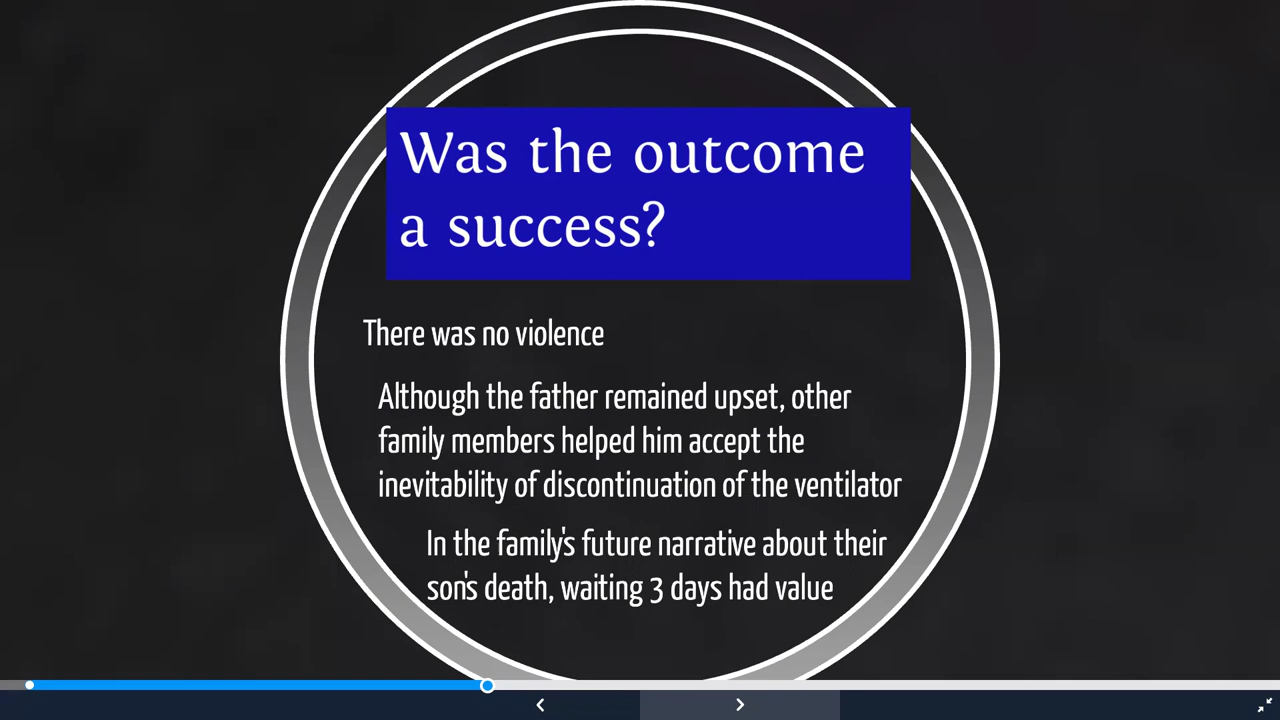 Was the outcome
a success?
There was no violence
Although the father remained upset, other
family members helped him accept the
inevitability of discontinuation of the ventilator
In the family's future narrative about their
son's death, waiting 3 days had value